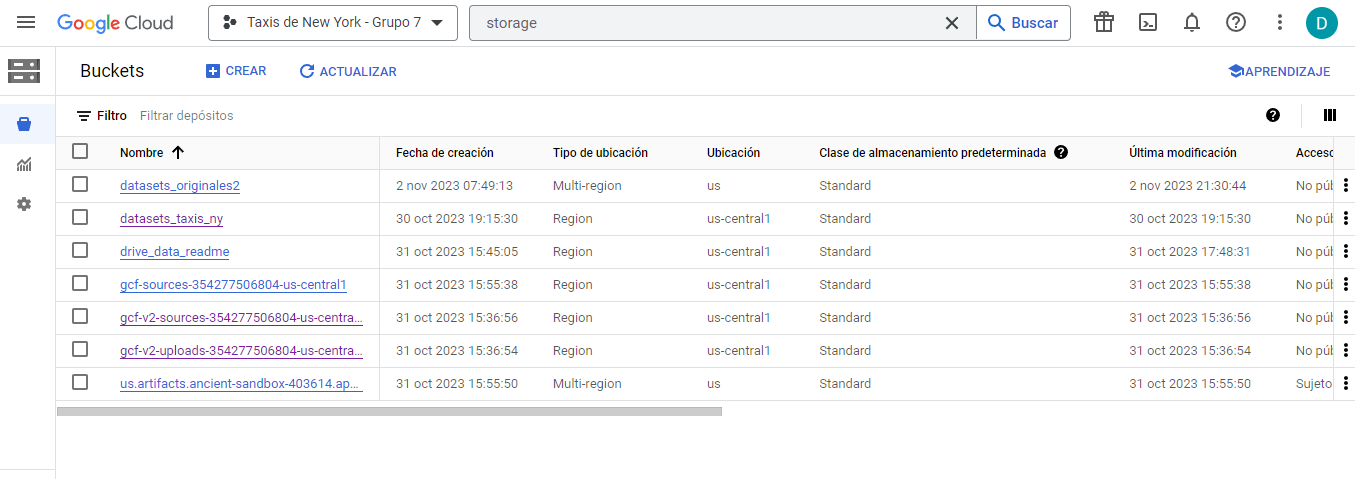 Google Cloud Taxis de New York - Grupo 7 storage Buscar D
Buckets CREAR ACTUALIZAR APRENDIZAJE
Filtro Filtrar depósitos
Nombre Fecha de creación Tipo de ubicación Ubicación Clase de almacenamiento predeterminada Última modificación Acceso
datasets_originales2 2 nov 2023 07:49:13 Multi-region us Standard 2 nov 2023 21:30:44 No púb
datasets_taxis_ny 30 oct 2023 19:15:30 Region us-central1 Standard 30 oct 2023 19:15:30 No púb
drive_data_readme 31 oct 2023 15:45:05 Region us-central1 Standard 31 oct 2023 17:48:31 No púb
gcf-sources-354277506804-us-central1 31 oct 2023 15:55:38 Region us-central1 Standard 31 oct 2023 15:55:38 No púb
gcf-v2-sources-354277506804-us-centra... 31 oct 2023 15:36:56 Region us-central1 Standard 31 oct 2023 15:36:56 No púb
gcf-v2-uploads-354277506804-us-centra... 31 oct 2023 15:36:54 Region us-central1 Standard 31 oct 2023 15:36:54 No púb
us.artifacts.ancient-sandbox-403614.ap... 31 oct 2023 15:55:50 Multi-region us Standard 31 oct 2023 15:55:50 Sujeto